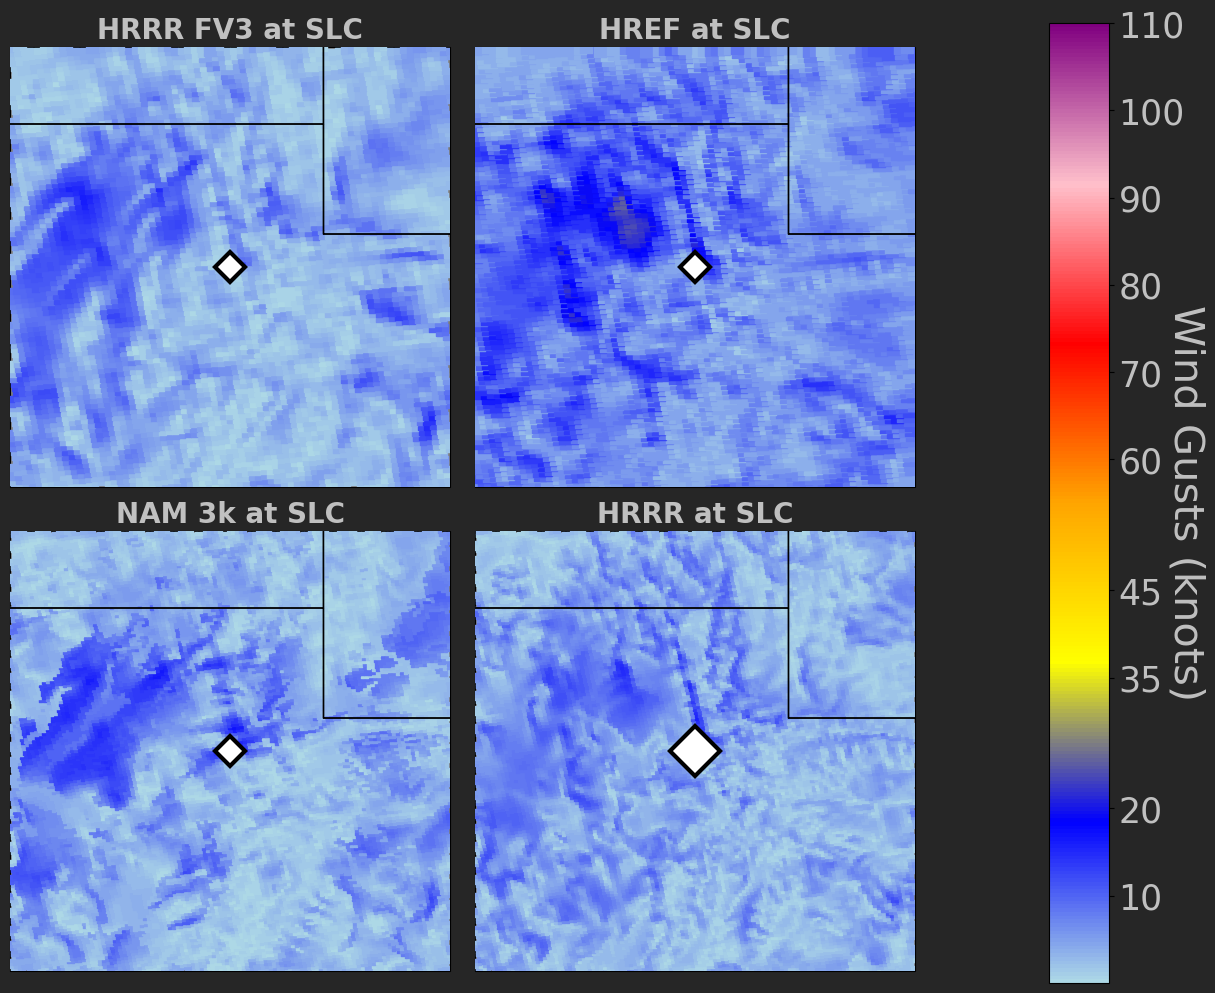 HRRR FV3 at SLC
HREF at SLC
NAM 3k at SLC
HRRR at SLC
110
100
90
80
70
60
45
35
20
10
Wind Gusts (knots)